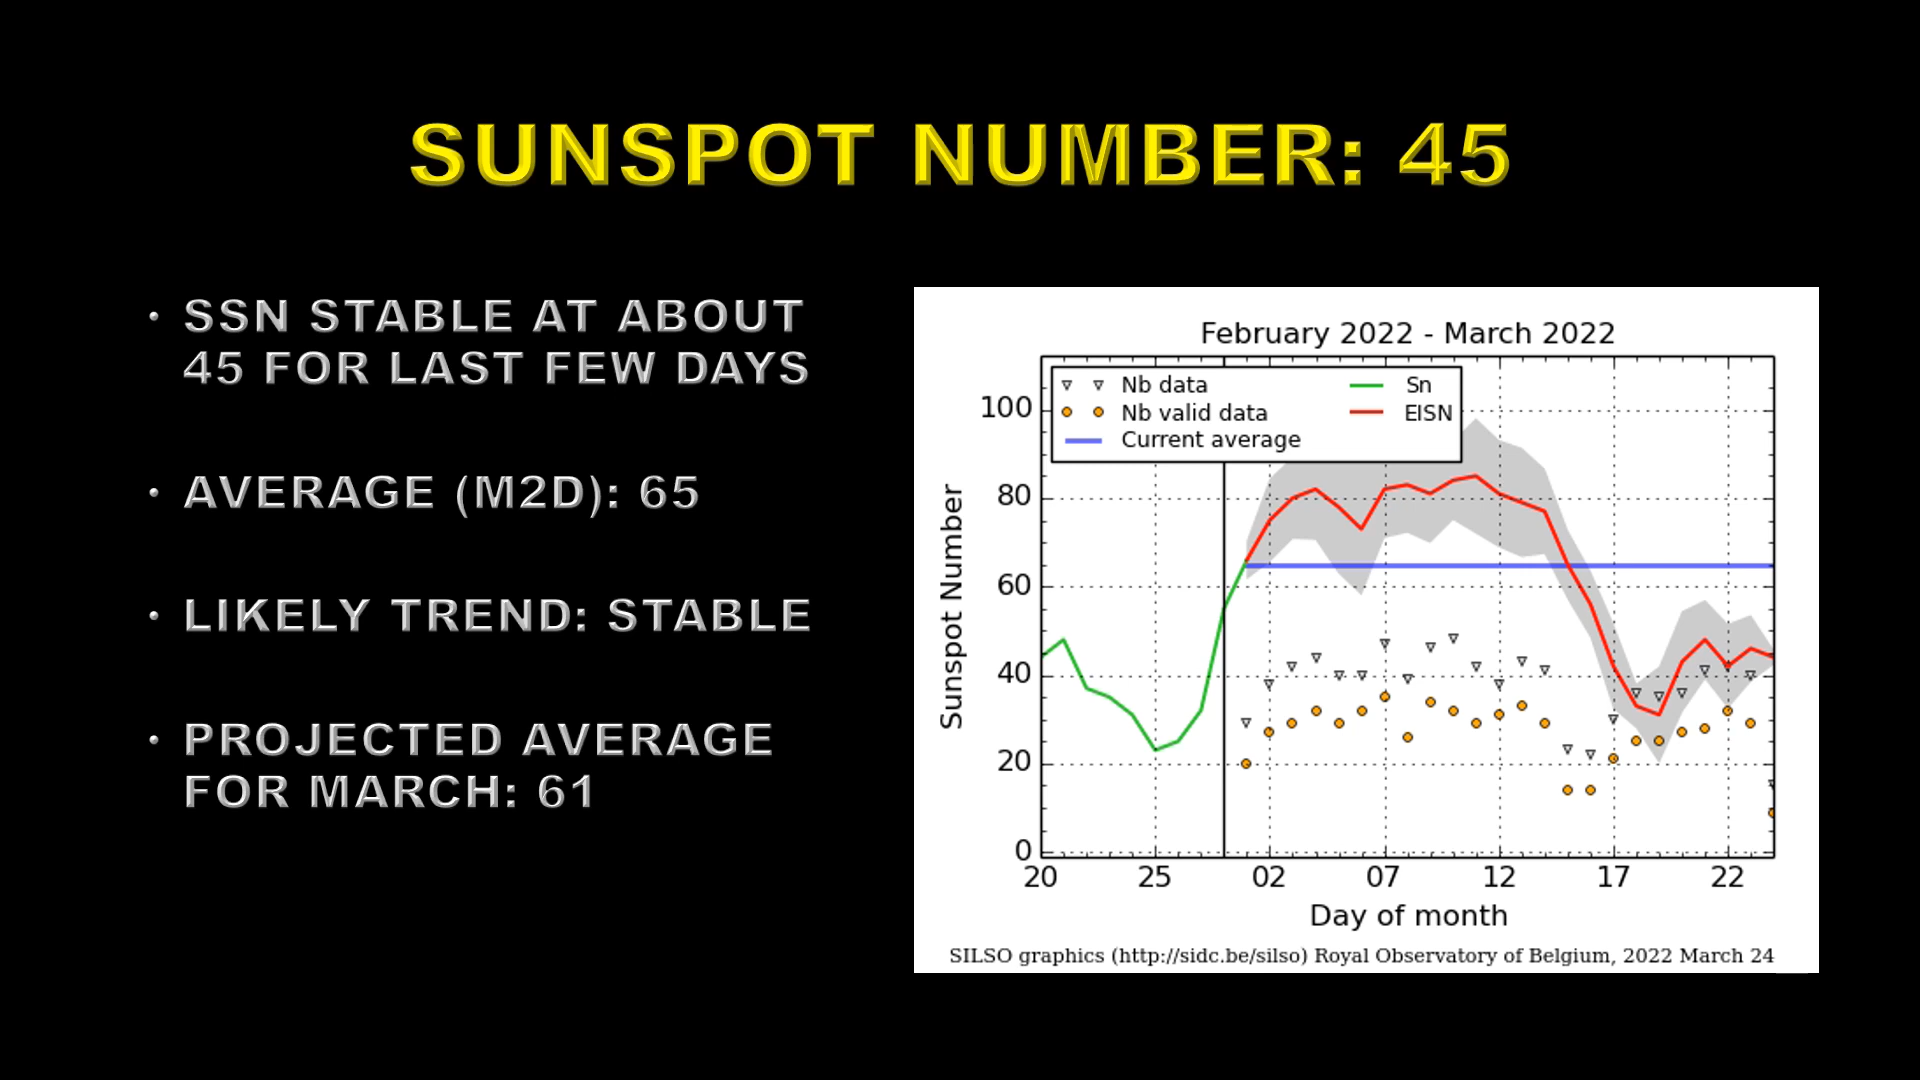 SUNSPOT NUMBER: 45
• SSN STABLE AT ABOUT
45 FOR LAST FEW DAYS
• AVERAGE (M2D): 65
• LIKELY TREND: STABLE
• PROJECTED AVERAGE
FOR MARCH: 61
February 2022 - March 2022
Nb data
Nb valid data
Current average
Sn
EISN
Sunspot Number
100
80
60
40
20
0
20 25 02 07 12 17 22
Day of month
SILSO graphics (http://sidc.be/silso) Royal Observatory of Belgium, 2022 March 24